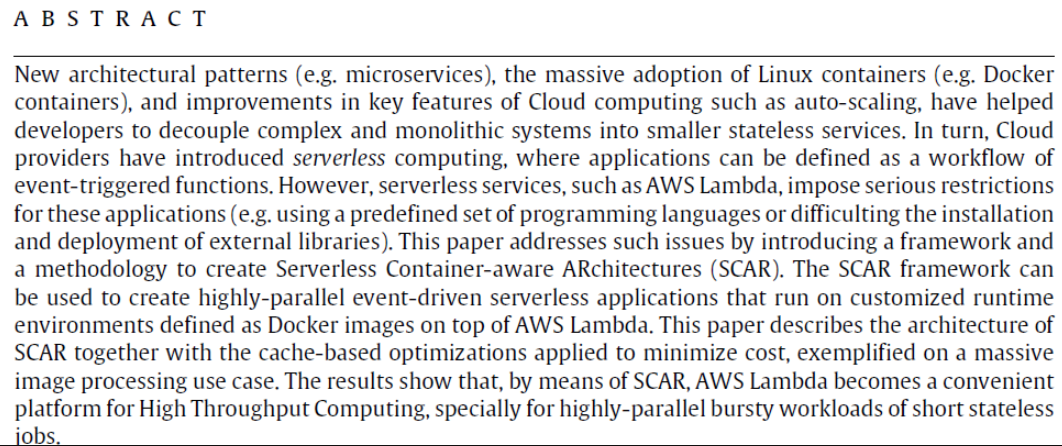 A B S T R A C T
New architectural patterns (e.g. microservices), the massive adoption of Linux containers (e.g. Docker
containers), and improvements in key features of Cloud computing such as auto-scaling, have helped
developers to decouple complex and monolithic systems into smaller stateless services. In turn, Cloud
providers have introduced serverless computing, where applications can be defined as a workflow of
event-triggered functions. However, serverless services, such as AWS Lambda, impose serious restrictions
for these applications (e.g. using a predefined set of programming languages or difficulting the installation
and deployment of external libraries). This paper addresses such issues by introducing a framework and
a methodology to create Serverless Container-aware ARchitectures (SCAR). The SCAR framework can
be used to create highly-parallel event-driven serverless applications that run on customized runtime
environments defined as Docker images on top of AWS Lambda. This paper describes the architecture of
SCAR together with the cache-based optimizations applied to minimize cost, exemplified on a massive
image processing use case. The results show that, by means of SCAR, AWS Lambda becomes a convenient
platform for High Throughput Computing, specially for highly-parallel bursty workloads of short stateless
jobs.